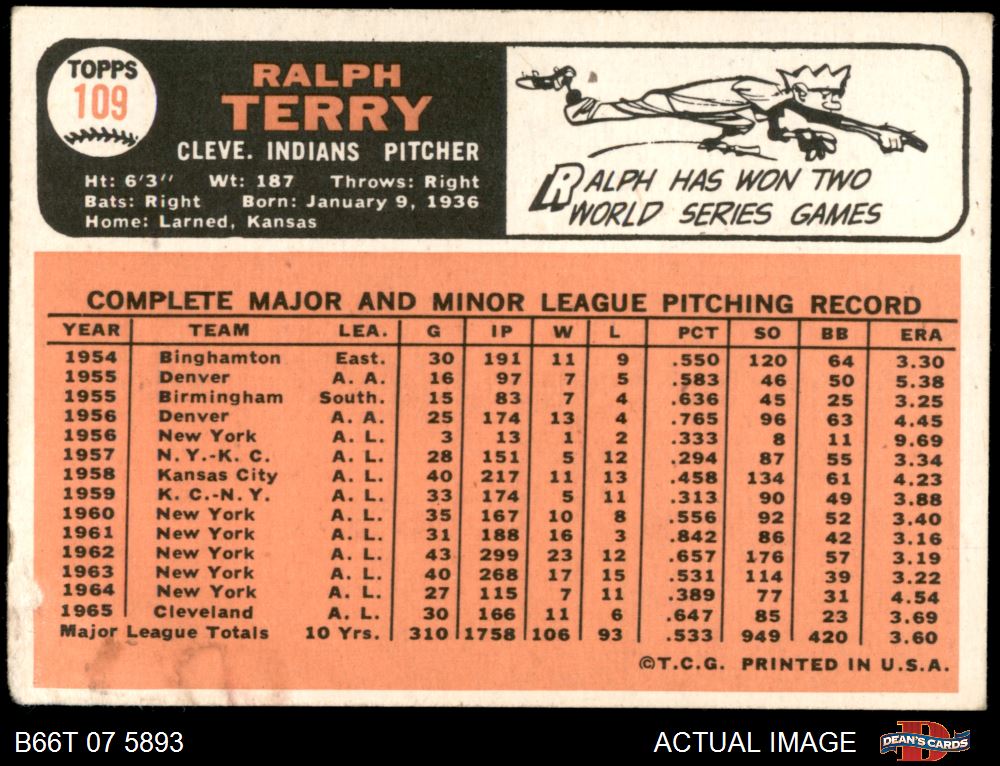 TOPPS
109
RALPH
TERRY
CLEVE. INDIANS PITCHER
Ht: 6'3" Wt: 187 Throws: Right
Bats: Right Born: January 9, 1936
Home: Larned, Kansas
RALPH HAS WON TWO
WORLD SERIES GAMES
COMPLETE MAJOR AND MINOR LEAGUE PITCHING RECORD
YEAR TEAM LEA. G IP W L PCT SO BB ERA
1954 Binghamton East. 30 191 11 9 .550 120 64 3.30
1955 Denver A. A. 16 97 7 5 .583 46 50 5.38
1955 Birmingham South. 15 83 7 4 .636 45 25 3.25
1956 Denver A. A. 25 174 13 4 .765 96 63 4.45
1956 New York A. L. 3 13 1 2 .333 8 11 9.69
1957 N. Y.-K. C. A. L. 28 151 5 12 .294 87 55 3.34
1958 Kansas City A. L. 40 217 11 13 .458 134 61 4.23
1959 K. C.-N. Y. A. L. 33 174 5 11 .313 90 49 3.88
1960 New York A. L. 35 167 10 8 .556 92 52 3.40
1961 New York A. L. 31 188 16 3 .842 86 42 3.16
1962 New York A. L. 43 299 23 12 .657 176 57 3.19
1963 New York A. L. 40 268 17 15 .531 114 39 3.22
1964 New York A. L. 27 115 7 11 .389 77 31 4.54
1965 Cleveland A. L. 30 166 11 6 .647 85 23 3.69
Major League Totals 10 Yrs. 310 1758 106 93 .533 949 420 3.60
©T.C.G. PRINTED IN U.S.A.
B66T 07 5893
ACTUAL IMAGE
D
DEAN'S CARDS